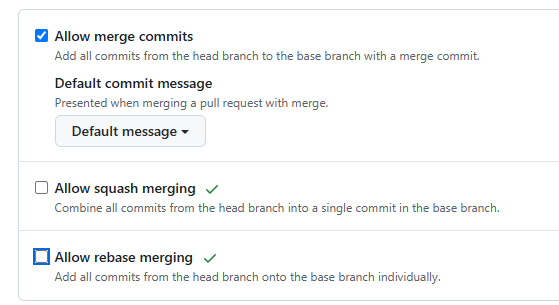 Allow merge commits
Add all commits from the head branch to the base branch with a merge commit.
Default commit message
Presented when merging a pull request with merge.
Default message
Allow squash merging
Combine all commits from the head branch into a single commit in the base branch.
Allow rebase merging
Add all commits from the head branch onto the base branch individually.